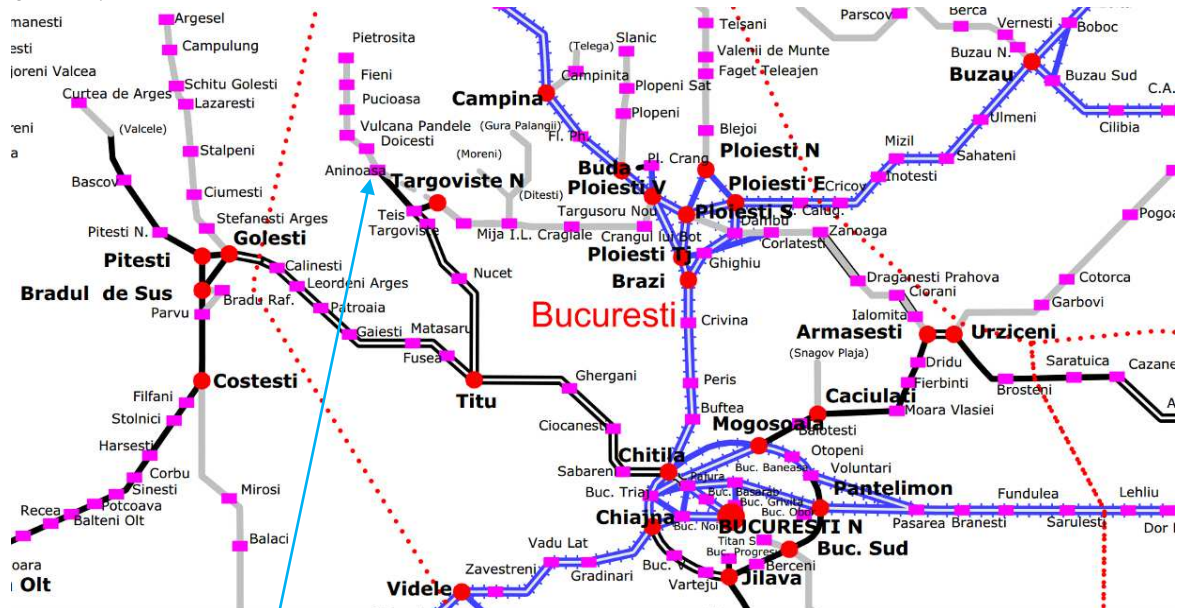 manesti
Argesel
Pietrosita
Slanic
Teisani
Parscov
Berca
Vernesti
Boboc
esti
Campulung
(Telega)
Valenii de Munte
Buzau N.
joreni Valcea
Fieni
Campinita
Faget Teleajen
Buzau
Buzau Sud
Schitu Golesti
Plopeni Sat
C.A.
Curtea de Arges
Lazaresti
Pucioasa
Campina
Plopeni
Ulmeni
Cilibia
reni
(Valcele)
Vulcana Pandele
(Gura Palangii)
Fl. Ph.
Blejoi
Mizil
a
Stalpeni
Doicesti
(Moreni)
Buda
Pl. Crang
Ploiesti N
Sahateni
Aninoasa
Targoviste N
Ploiesti V
Ploiesti E
Inotesti
Bascov
Ciumesti
(Ditesti)
Cricov
Stefanesti Arges
Teis
Targusoru Nou
Ploiesti S
Calug.
Pogoa
Pitesti N.
Golesti
Targoviste
Mija I.L. Cragiale
Crangul lui Bot
Dambu
Zanoaga
Corlatesti
Pitesti
Calinesti
Ploiesti Tj
Ghighiu
Bradul de Sus
Leordeni Arges
Nucet
Brazi
Draganesti Prahova
Cotorca
Bradu Raf.
Ciorani
Parvu
Patroaia
Bucuresti
Crivina
Ialomita
Garbovi
Gaiesti
Matasaru
Armasesti
Urziceni
Fusea
(Snagov Plaja)
Dridu
Saratuica
Costesti
Ghergani
Peris
Fierbinti
Cazane
Filfani
Titu
Caciulati
Brosteni
Stolnici
Buftea
Moara Vlasiei
A
Ciocanesti
Mogosoaia
Balotesti
Harsesti
Chitila
Otopeni
Corbu
Sabareni
Buc. Baneasa
Voluntari
Sinesti
Mirosi
Buc. Triaj
Pajura
Pantelimon
Fundulea
Lehliu
Potcoava
Buc. Basarab
Recea
Chiajna
Buc. Grivita
Balteni Olt
Buc. Obor
Buc. Noi
BUCURESTI N
Pasarea
Branesti
Sarulesti
Dor
Titan S
oara
Balaci
Vadu Lat
Buc. Progresu
Buc. Sud
Olt
Zavestreni
Gradinari
Buc. V
Berceni
Videle
Varteju
Jilava